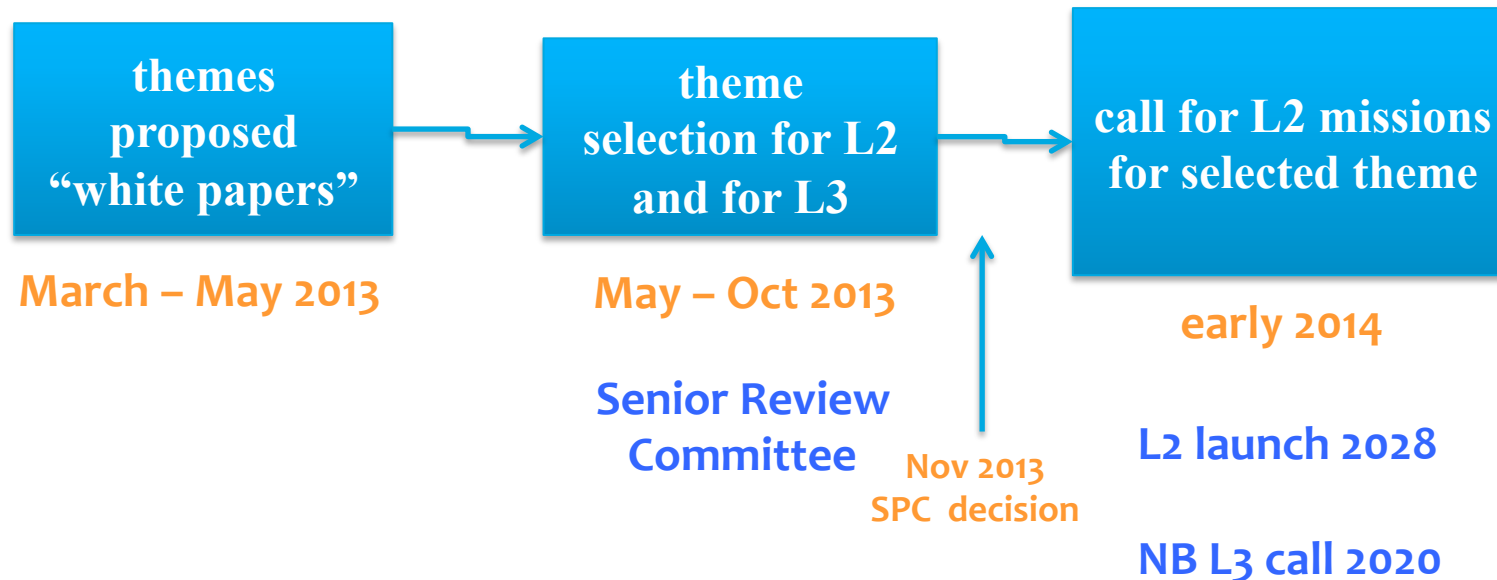 themes
proposed
“white papers”
March – May 2013
theme
selection for L2
and for L3
May – Oct 2013
Senior Review
Committee
Nov 2013
SPC decision
call for L2 missions
for selected theme
early 2014
L2 launch 2028
NB L3 call 2020